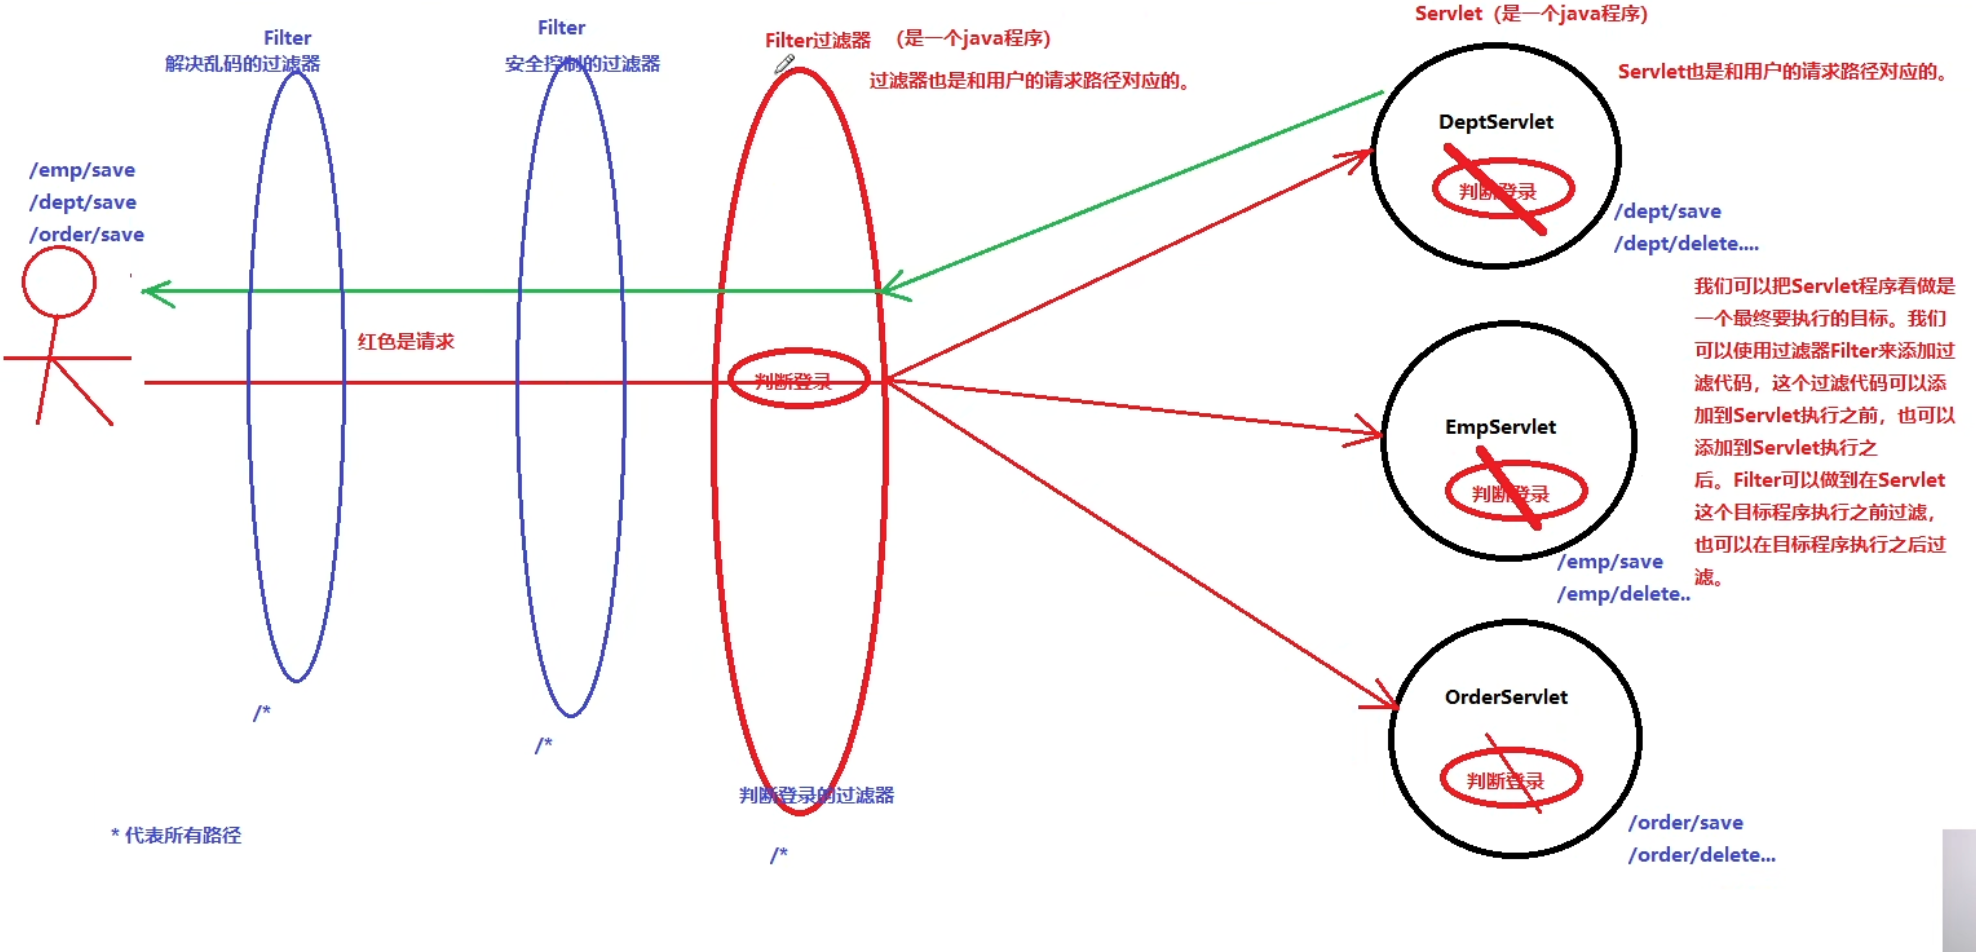 Filter
解决乱码的过滤器
Filter
安全控制的过滤器
Filter过滤器 （是一个java程序）
过滤器也是和用户的请求路径对应的。
Servlet（是一个java程序）
Servlet也是和用户的请求路径对应的。
/emp/save
/dept/save
/order/save
红色是请求
判断登录
DeptServlet
判断登录
/dept/save
/dept/delete....
我们可以把Servlet程序看做是
一个最终要执行的目标。我们
可以使用过滤器Filter来添加过
滤代码，这个过滤代码可以添
加到Servlet执行之前，也可以
添加到Servlet执行之
后。Filter可以做到在Servlet
这个目标程序执行之前过滤，
也可以在目标程序执行之后过
滤。
EmpServlet
判断登录
/emp/save
/emp/delete..
OrderServlet
判断登录
/order/save
/order/delete...
/*
/*
判断登录的过滤器
/*
* 代表所有路径